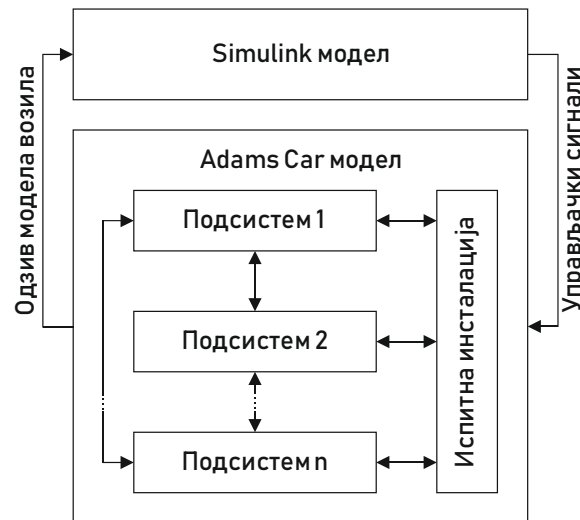 Simulink модел
Одзив модела возила
Управљачки сигнали
Adams Car модел
Подсистем 1
Подсистем 2
Подсистем n
Испитна инсталација